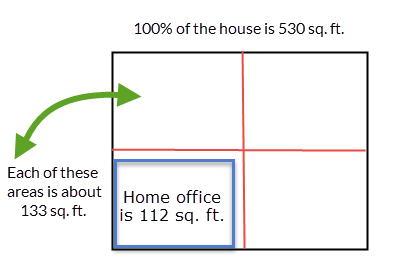 100% of the house is 530 sq. ft.
Each of these
areas is about
133 sq. ft.
Home office
is 112 sq. ft.